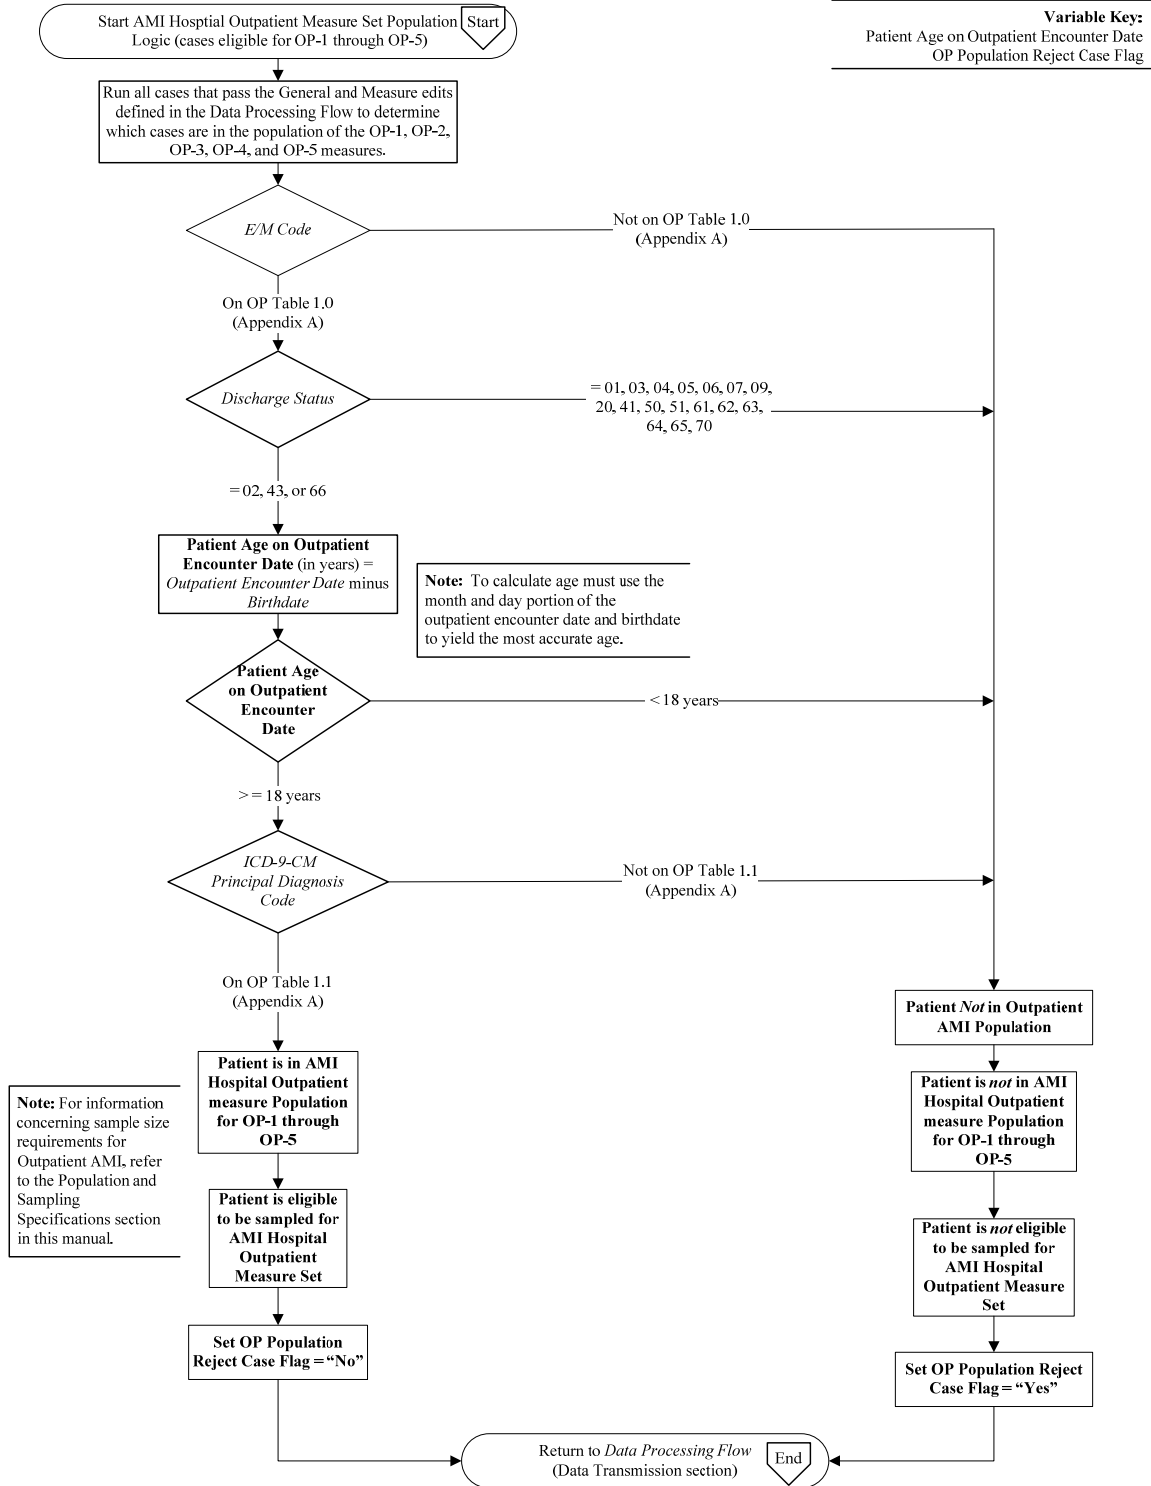 Start AMI Hosptial Outpatient Measure Set Population
Logic (cases eligible for OP-1 through OP-5)
Start
Variable Key:
Patient Age on Outpatient Encounter Date
OP Population Reject Case Flag
Run all cases that pass the General and Measure edits
defined in the Data Processing Flow to determine
which cases are in the population of the OP-1, OP-2,
OP-3, OP-4, and OP-5 measures.
E/M Code
Not on OP Table 1.0
(Appendix A)
On OP Table 1.0
(Appendix A)
Discharge Status
= 01, 03, 04, 05, 06, 07, 09,
20, 41, 50, 51, 61, 62, 63,
64, 65, 70
= 02, 43, or 66
Patient Age on Outpatient
Encounter Date (in years) =
Outpatient Encounter Date minus
Birthdate
Note: To calculate age must use the
month and day portion of the
outpatient encounter date and birthdate
to yield the most accurate age.
Patient Age
on Outpatient
Encounter
Date
< 18 years
> = 18 years
ICD-9-CM
Principal Diagnosis
Code
Not on OP Table 1.1
(Appendix A)
On OP Table 1.1
(Appendix A)
Patient Not in Outpatient
AMI Population
Patient is in AMI
Hospital Outpatient
measure Population
for OP-1 through
OP-5
Patient is not in AMI
Hospital Outpatient
measure Population
for OP-1 through
OP-5
Note: For information
concerning sample size
requirements for
Outpatient AMI, refer
to the Population and
Sampling
Specifications section
in this manual.
Patient is eligible
to be sampled for
AMI Hospital
Outpatient
Measure Set
Patient is not eligible
to be sampled for
AMI Hospital
Outpatient Measure
Set
Set OP Population
Reject Case Flag = “No”
Set OP Population Reject
Case Flag = “Yes”
Return to Data Processing Flow
(Data Transmission section)
End